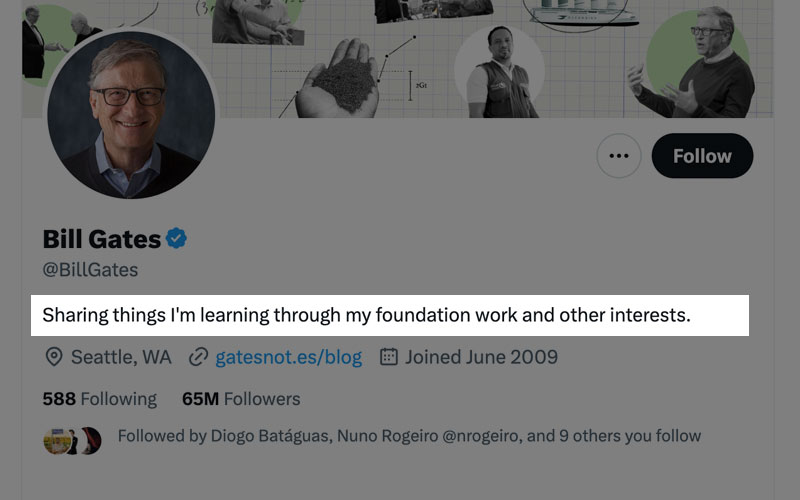 2Gt
Follow
Bill Gates
@BillGates
Sharing things I'm learning through my foundation work and other interests.
Seattle, WA gatesnot.es/blog Joined June 2009
588 Following 65M Followers
Followed by Diogo Batáguas, Nuno Rogeiro @nrogeiro, and 9 others you follow